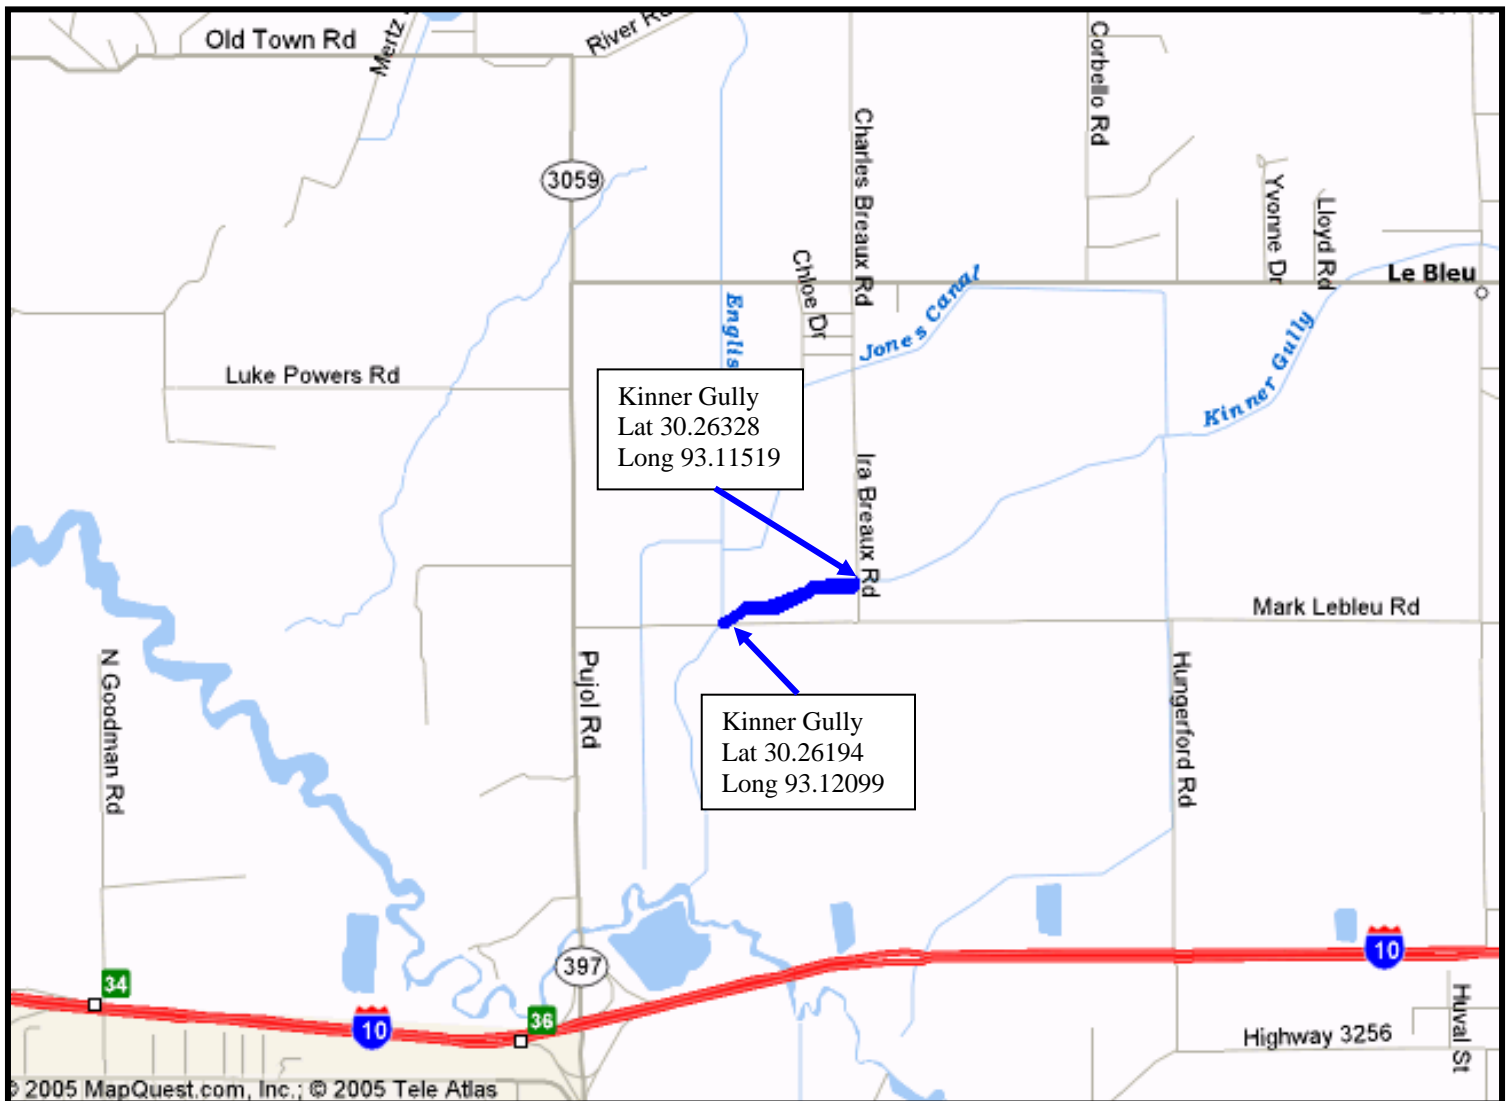 Old Town Rd
Mertz
River Rd
Corbello Rd
Charles Breaux Rd
3059
Yvonne Dr
Lloyd Rd
Le Bleu
Chloe Dr
Englis
Jones Canal
Kinner Gully
Luke Powers Rd
Kinner Gully
Lat 30.26328
Long 93.11519
Ira Breaux Rd
Mark Lebleu Rd
N Goodman Rd
Pujol Rd
Hungerford Rd
Kinner Gully
Lat 30.26194
Long 93.12099
10
397
34
36
10
Huval St
Highway 3256
© 2005 MapQuest.com, Inc.; © 2005 Tele Atlas